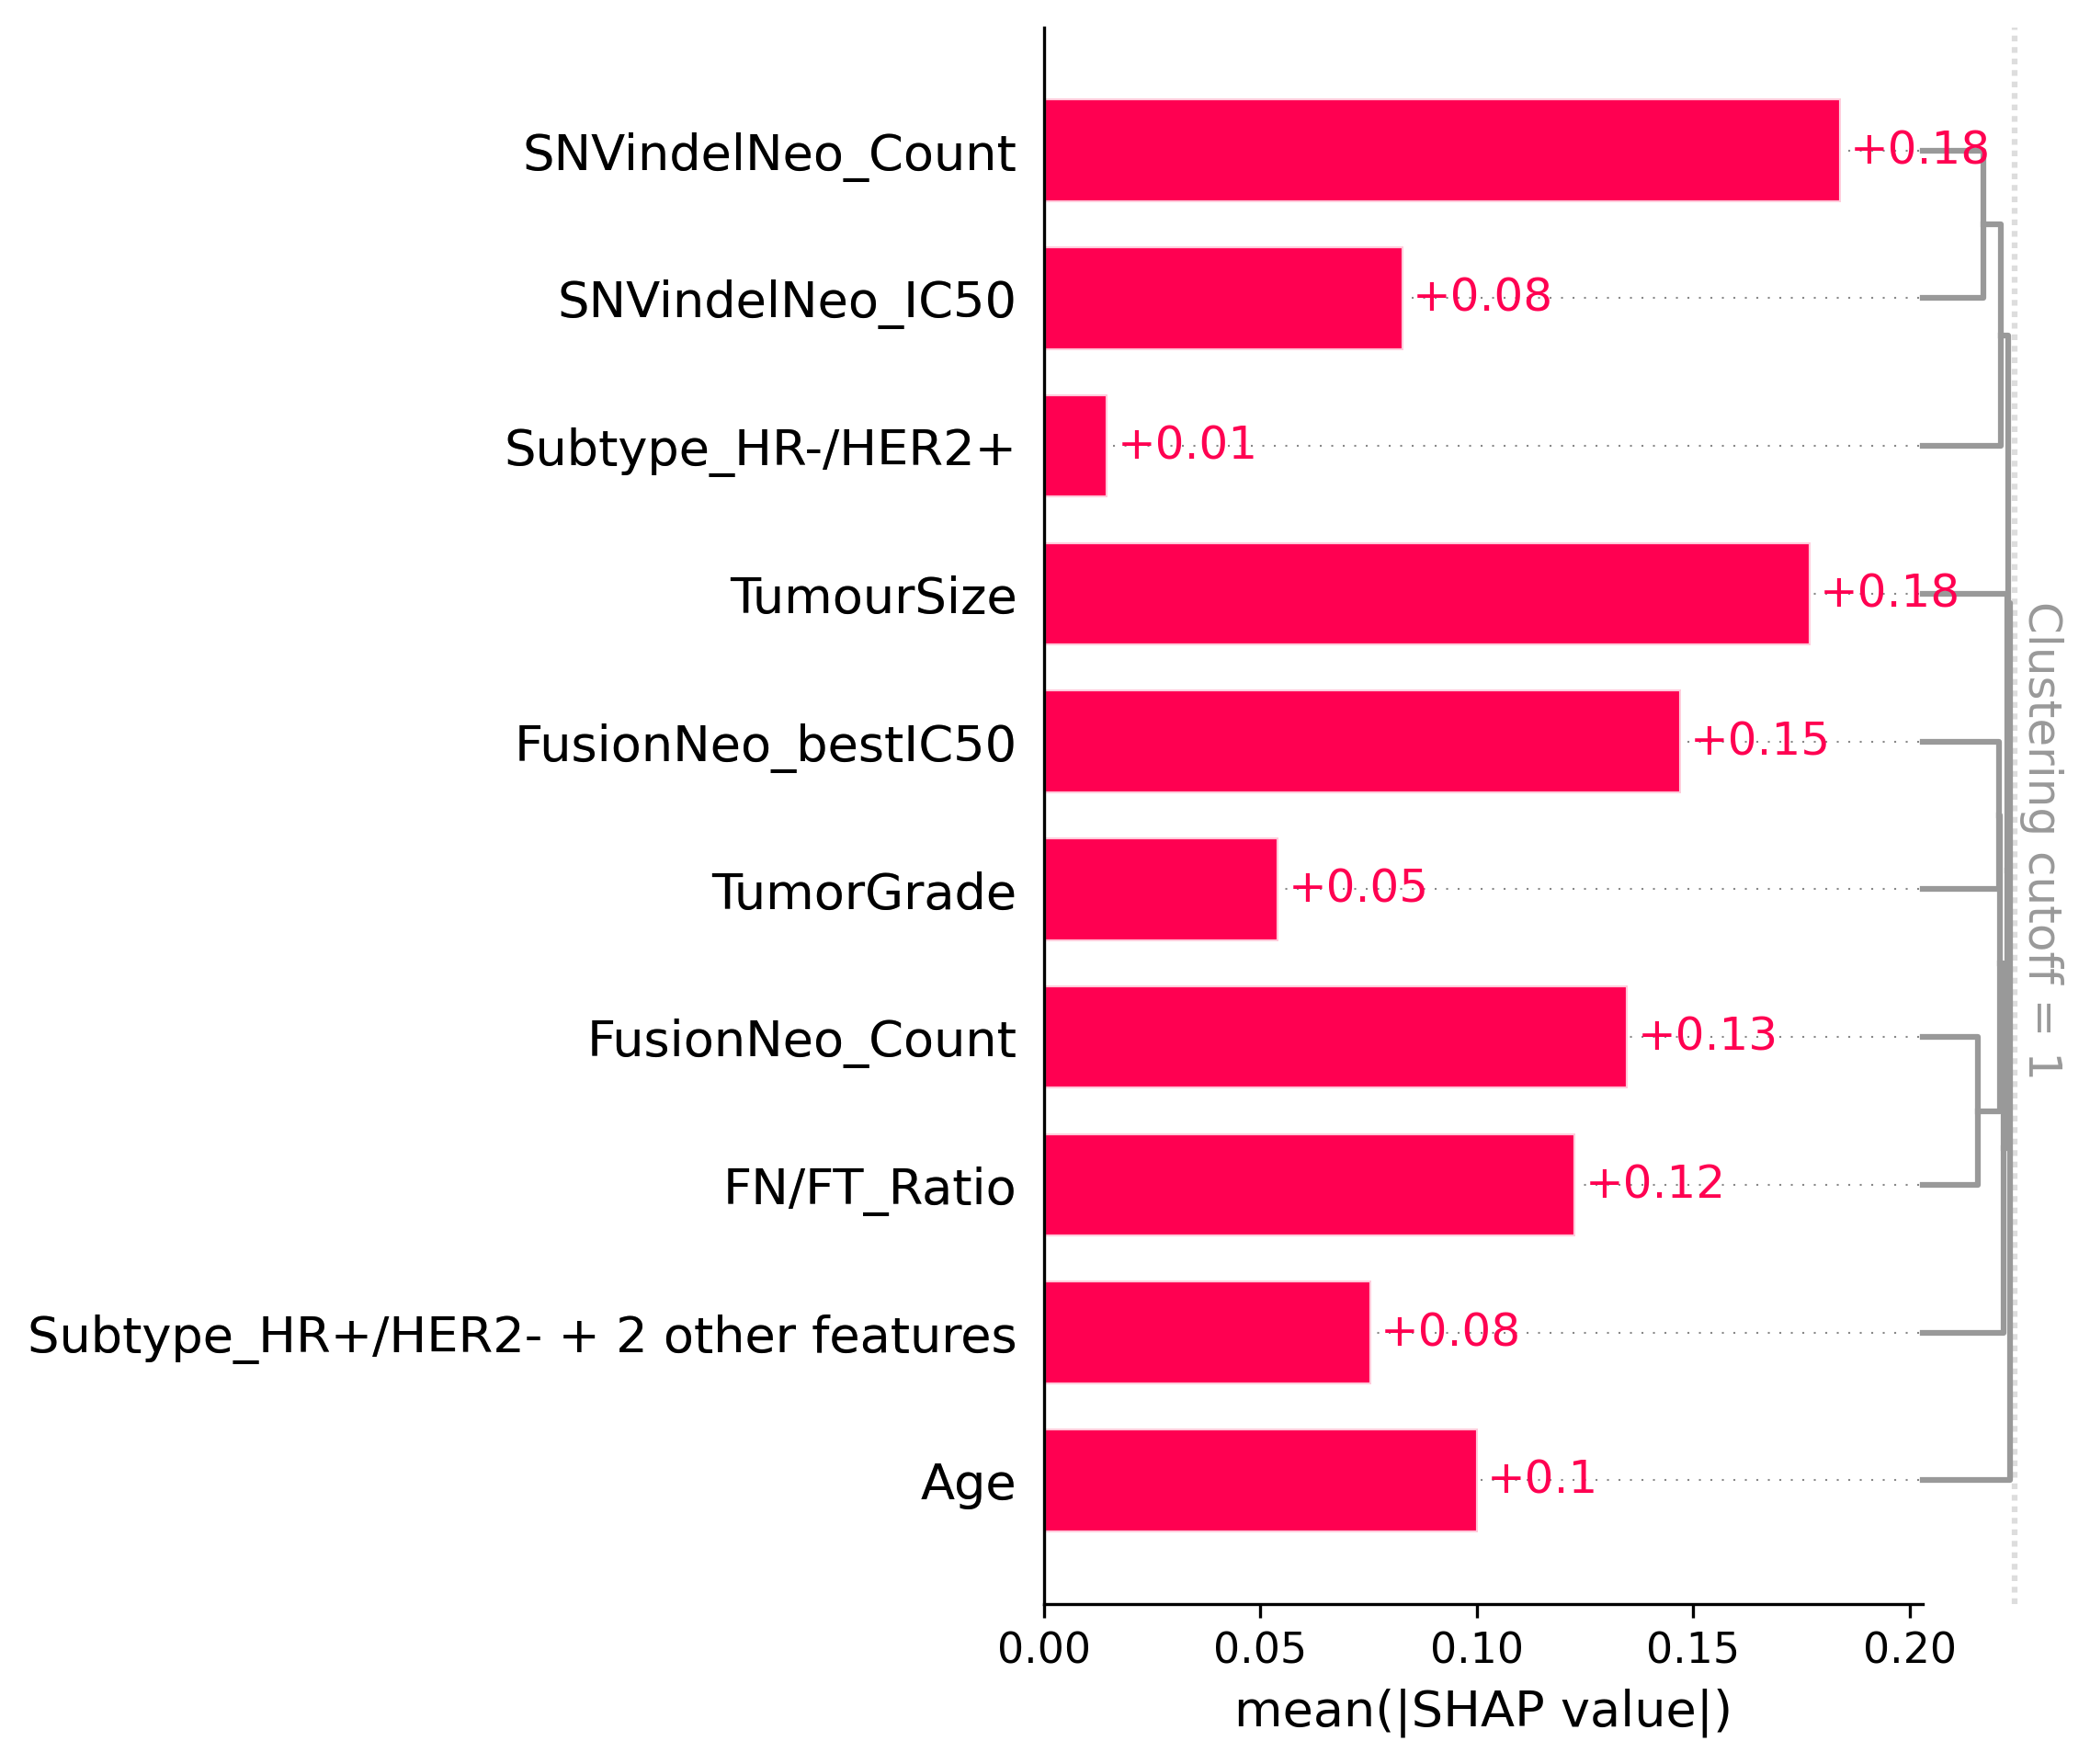 SNVindelNeo_Count
+0.18
SNVindelNeo_IC50
+0.08
Subtype_HR-/HER2+
+0.01
TumourSize
+0.18
FusionNeo_bestIC50
+0.15
TumorGrade
+0.05
FusionNeo_Count
+0.13
FN/FT_Ratio
+0.12
Subtype_HR+/HER2- + 2 other features
+0.08
Age
+0.1
Clustering cutoff = 1
0.00 0.05 0.10 0.15 0.20
mean(|SHAP value|)